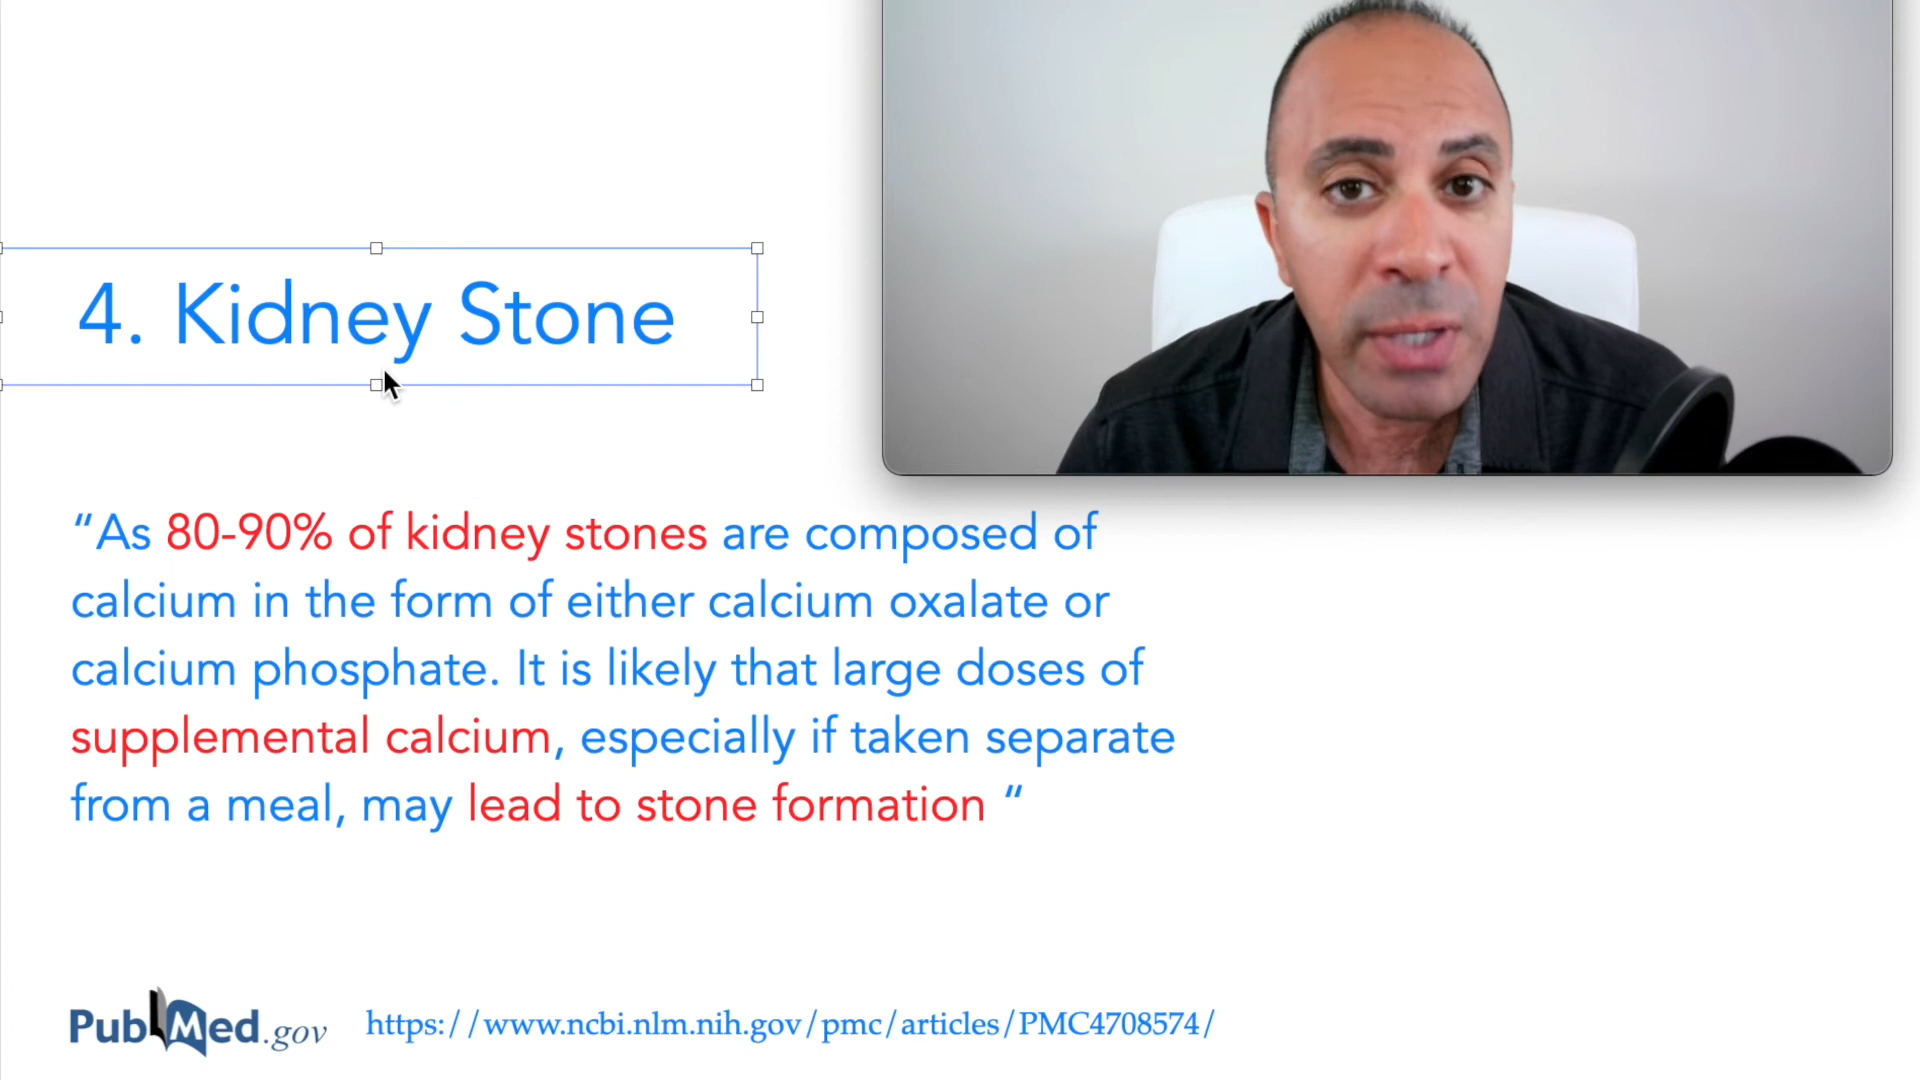 4. Kidney Stone
“As 80-90% of kidney stones are composed of
calcium in the form of either calcium oxalate or
calcium phosphate. It is likely that large doses of
supplemental calcium, especially if taken separate
from a meal, may lead to stone formation “
PubMed.gov
https://www.ncbi.nlm.nih.gov/pmc/articles/PMC4708574/